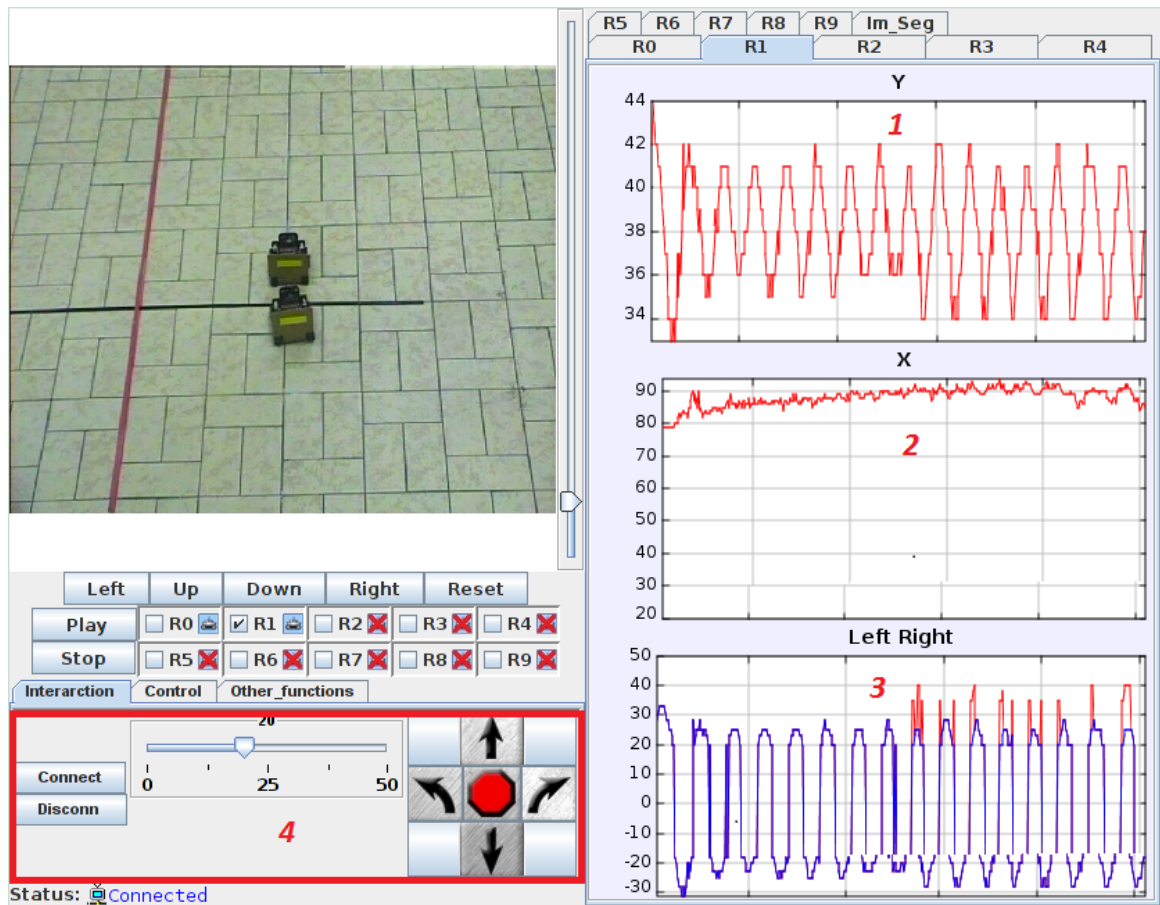 R5 R6 R7 R8 R9 Im_Seg
R0 R1 R2 R3 R4
Y
44
42
40
38
36
34
1
X
90
80
70
60
50
40
30
20
2
Left Right
50
40
30
20
10
0
-10
-20
-30
3
Left Up Down Right Reset
Play R0 R1 R2 R3 R4
Stop R5 R6 R7 R8 R9
Interarction Control Other_functions
20
Connect
0 25 50
Disconn
4
Status: Connected